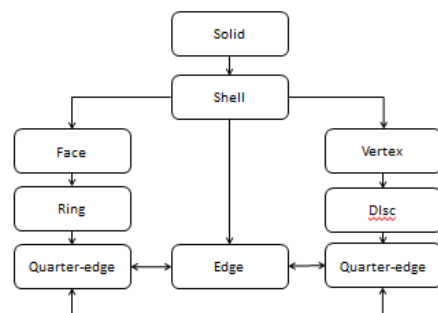 Solid
Shell
Face
Vertex
Ring
DIsc
Quarter-edge
Edge
Quarter-edge